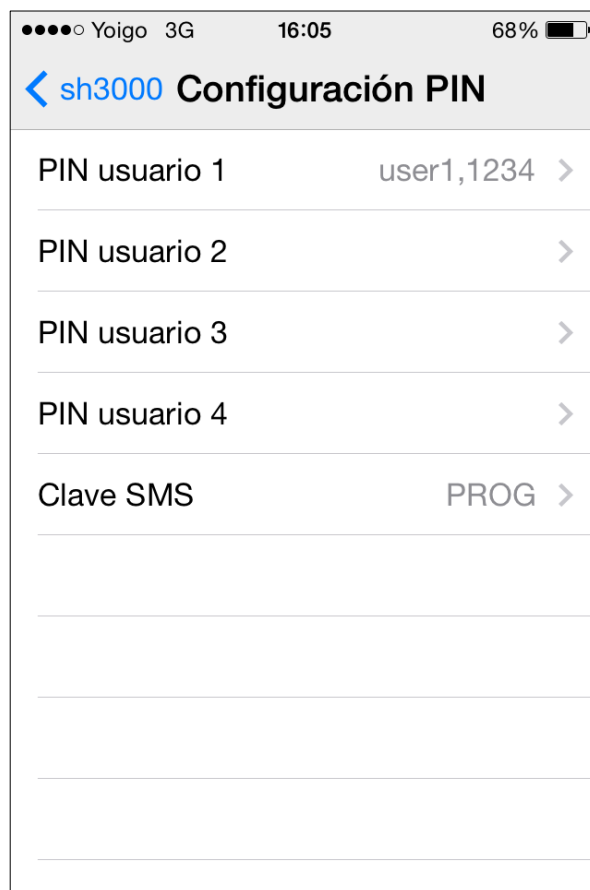 Yoigo 3G 16:05 68%
sh3000 Configuración PIN
PIN usuario 1 user1,1234
PIN usuario 2
PIN usuario 3
PIN usuario 4
Clave SMS PROG